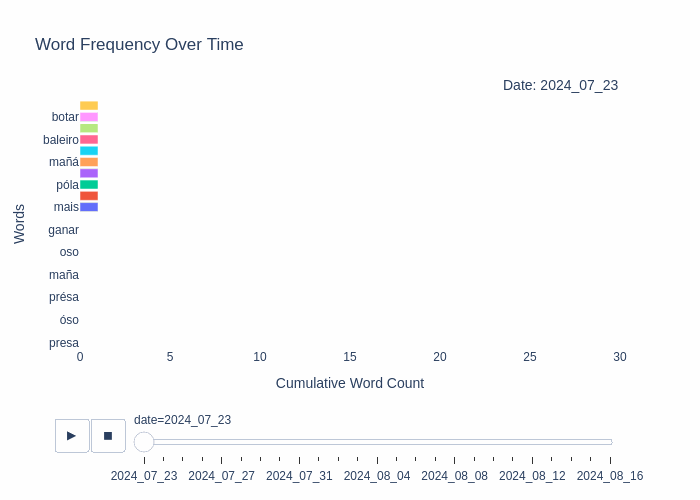 Word Frequency Over Time
Date: 2024_07_23
Words
botar
baleiro
mañá
póla
mais
ganar
oso
maña
présa
óso
presa
0 5 10 15 20 25 30
Cumulative Word Count
date=2024_07_23
2024_07_23 2024_07_27 2024_07_31 2024_08_04 2024_08_08 2024_08_12 2024_08_16